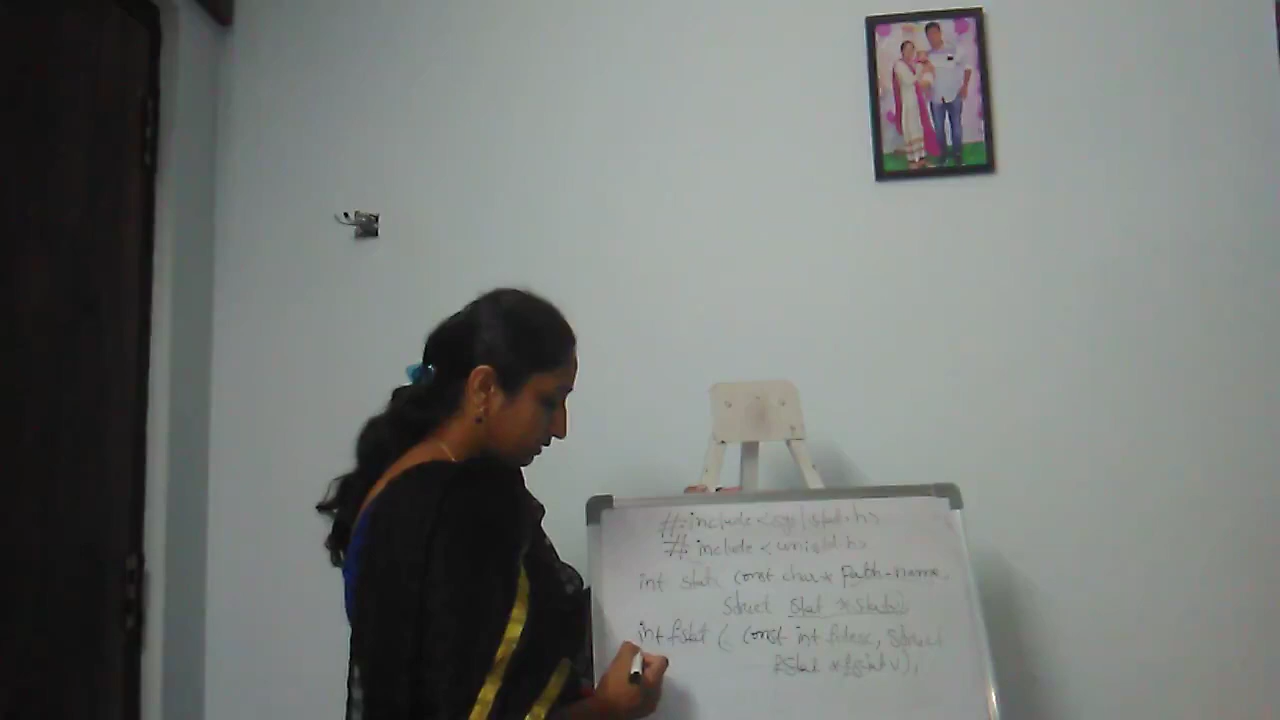 #include<sys/stat.h>
#include<unistd.h>
int stat( const char* path-name,
struct stat *statv)
int fstat ( const int fdesc, struct
fstat *fstatv);